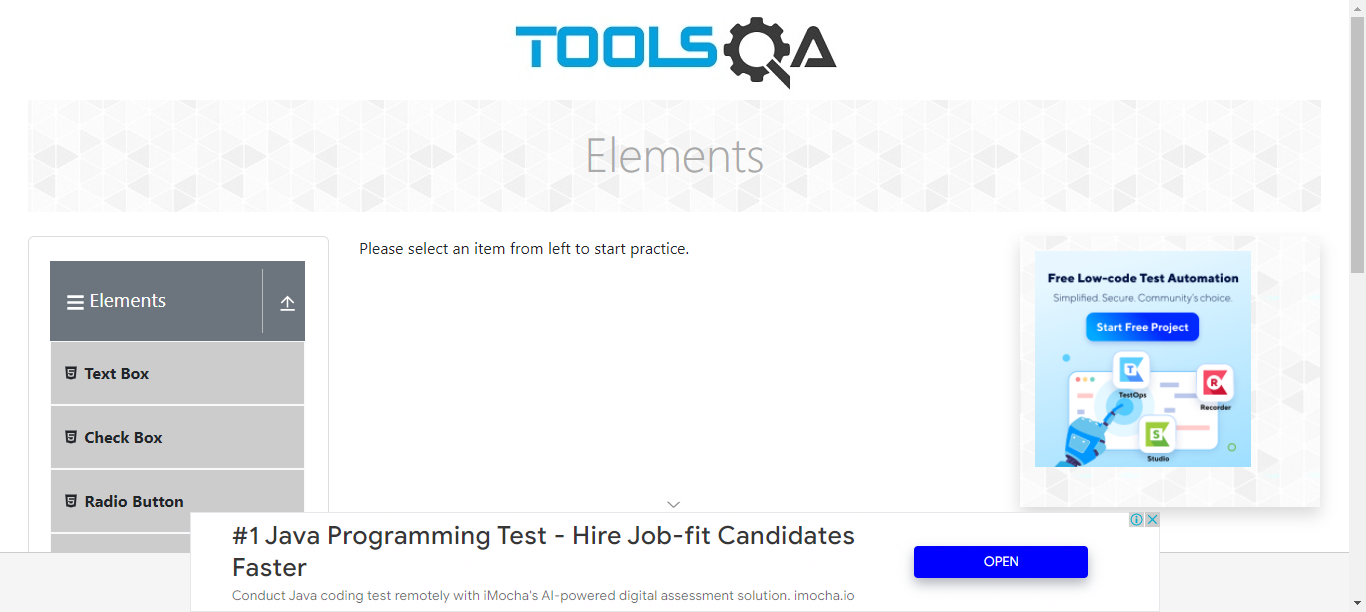 TOOLSQA
Elements
Elements
Text Box
Check Box
Radio Button
Please select an item from left to start practice.
Free Low-code Test Automation
Simplified. Secure. Community's choice.
Start Free Project
T
TestOps
R
Recorder
S
Studio
#1 Java Programming Test - Hire Job-fit Candidates
Faster
Conduct Java coding test remotely with iMocha's AI-powered digital assessment solution. imocha.io
OPEN